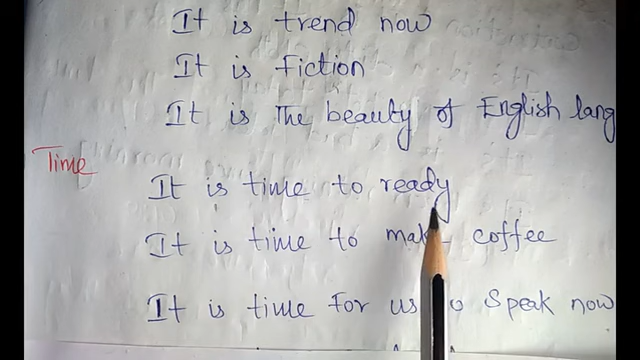 It is trend now
It is fiction
It is The beauty of English lang
Time
It is time to ready
It is time to make coffee
It is time for us to speak now